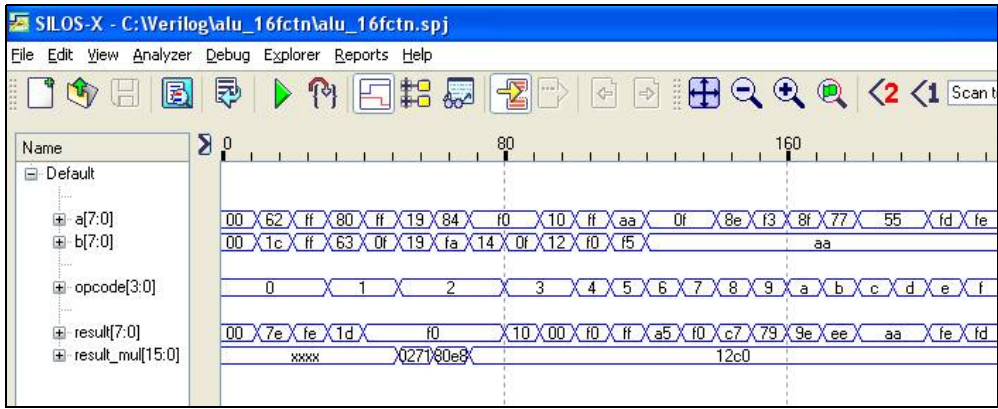 SILOS-X - C:\Verilog\alu_16fctn\alu_16fctn.spj
File Edit View Analyzer Debug Explorer Reports Help
2 1 Scan t
Name 0 80 160
Default
a[7:0] 00 62 ff 80 ff 19 84 f0 10 ff aa 0f 8e f3 8f 77 55 fd fe
b[7:0] 00 1c ff 63 0f 19 fa 14 0f 12 f0 f5 aa
opcode[3:0] 0 1 2 3 4 5 6 7 8 9 a b c d e f
result[7:0] 00 7e fe 1d f0 10 00 f0 ff a5 f0 c7 79 9e ee aa fe fd
result_mul[15:0] xxxx 0271 80e8 12c0